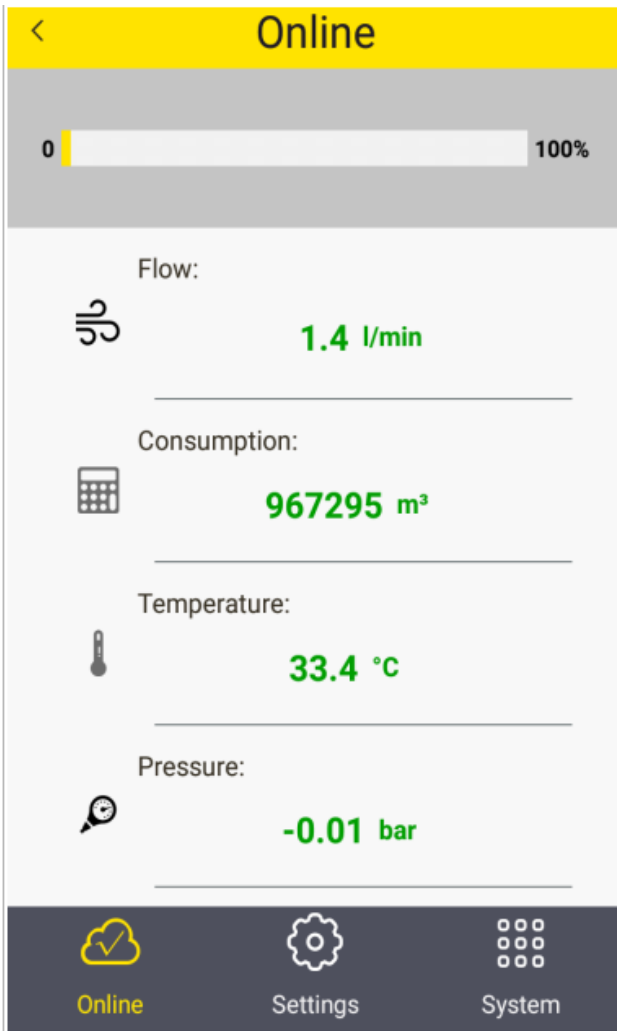 Online
0 100%
Flow:
1.4 l/min
Consumption:
967295 m³
Temperature:
33.4 °C
Pressure:
-0.01 bar
Online Settings System